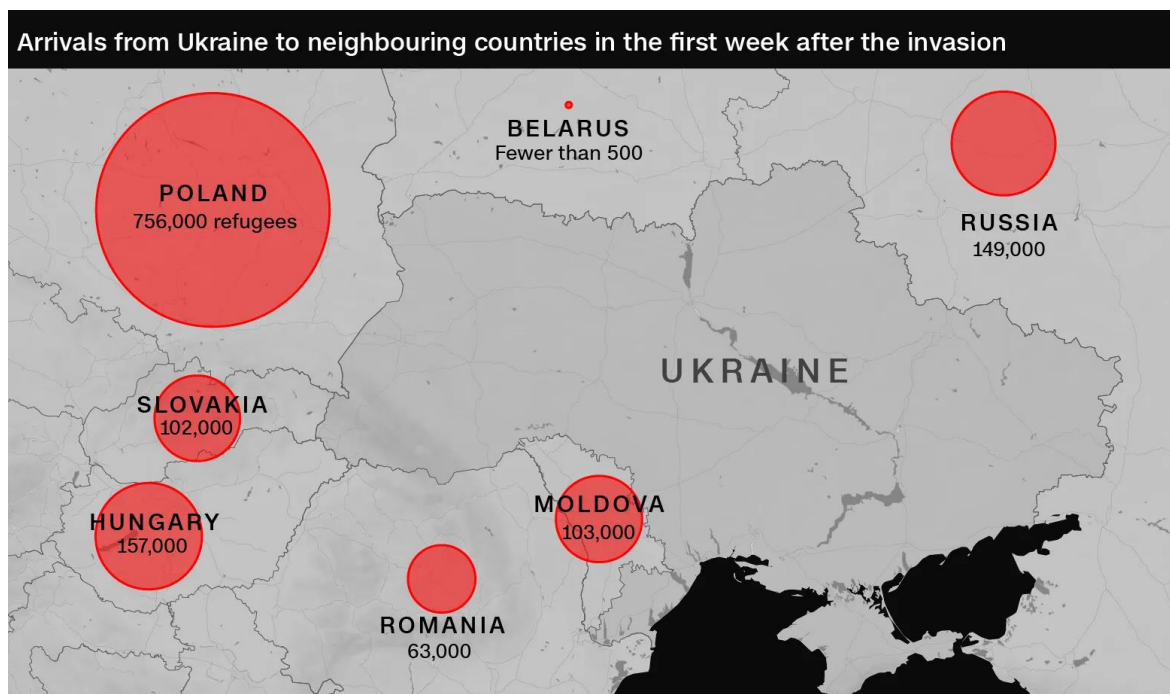 Arrivals from Ukraine to neighbouring countries in the first week after the invasion
POLAND
756,000 refugees
BELARUS
Fewer than 500
RUSSIA
149,000
UKRAINE
SLOVAKIA
102,000
HUNGARY
157,000
MOLDOVA
103,000
ROMANIA
63,000